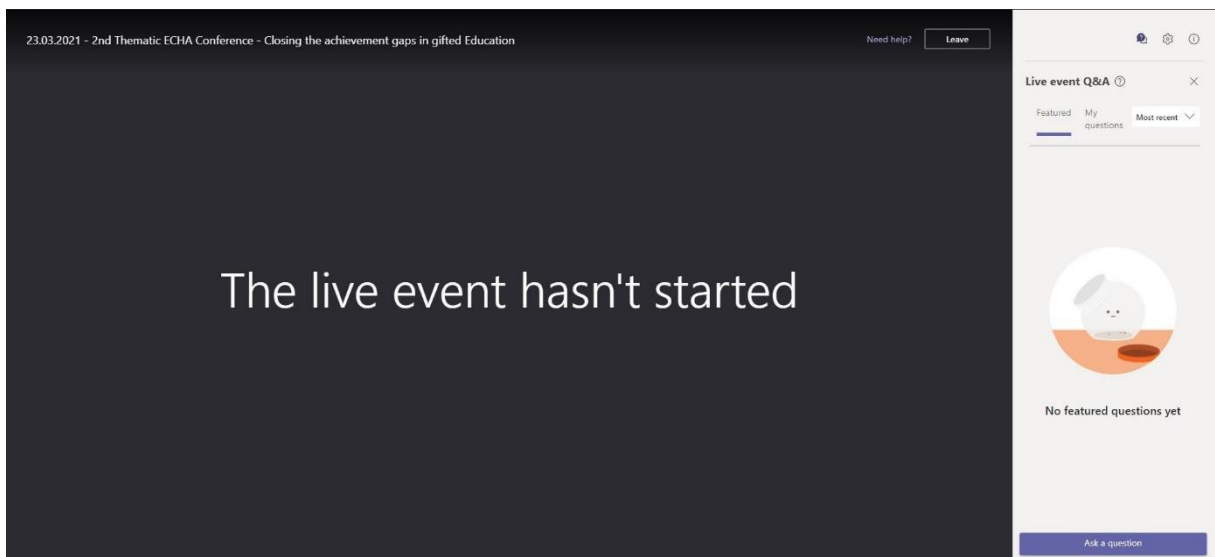 23.03.2021 - 2nd Thematic ECHA Conference - Closing the achievement gaps in gifted Education
Need help?
Leave
Live event Q&A
Featured
My
questions
Most recent
The live event hasn't started
No featured questions yet
Ask a question